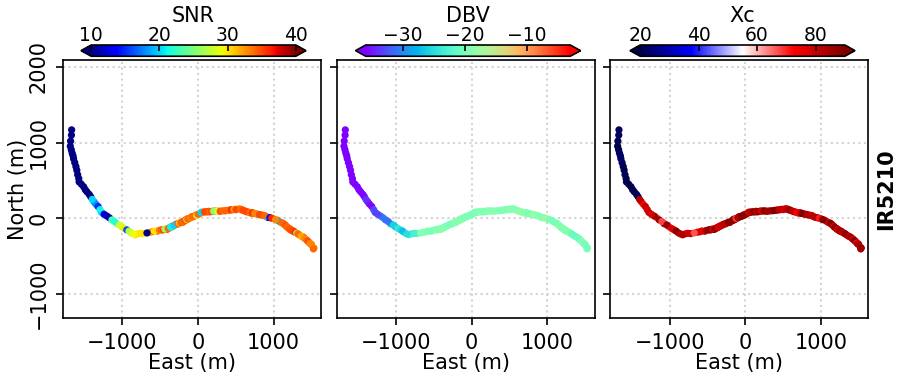 SNR
DBV
Xc
10 20 30 40
−30 −20 −10
20 40 60 80
2000
1000
0
−1000
North (m)
−1000 0 1000
−1000 0 1000
−1000 0 1000
East (m)
East (m)
East (m)
IR5210